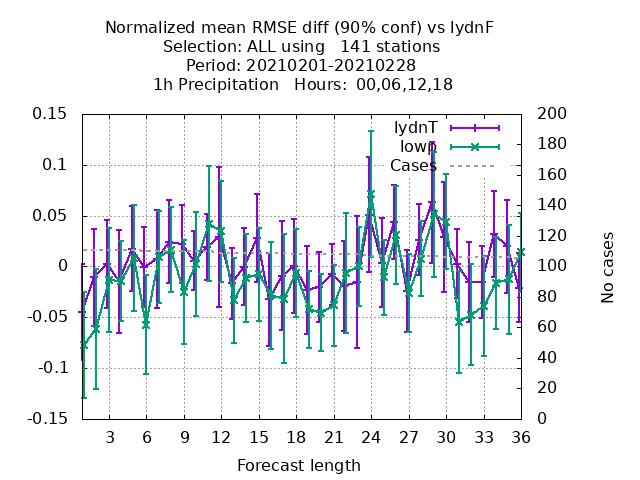 Normalized mean RMSE diff (90% conf) vs lydnF
Selection: ALL using   141 stations
Period: 20210201-20210228
1h Precipitation   Hours: 00,06,12,18
lydnT
lowp
Cases
0.15
0.1
0.05
0
-0.05
-0.1
-0.15
200
180
160
140
120
100
80
60
40
20
0
No cases
3 6 9 12 15 18 21 24 27 30 33 36
Forecast length